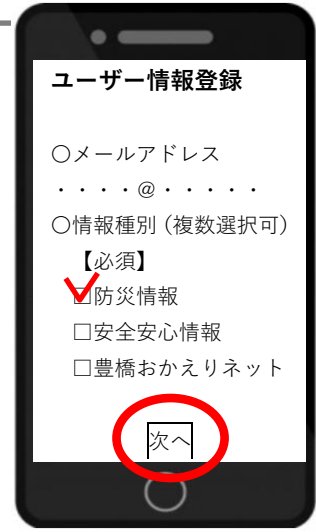 ユーザー情報登録
〇メールアドレス
・・・・@・・・・・
〇情報種別（複数選択可）
【必須】
□防災情報
□安全安心情報
□豊橋おかえりネット
次へ